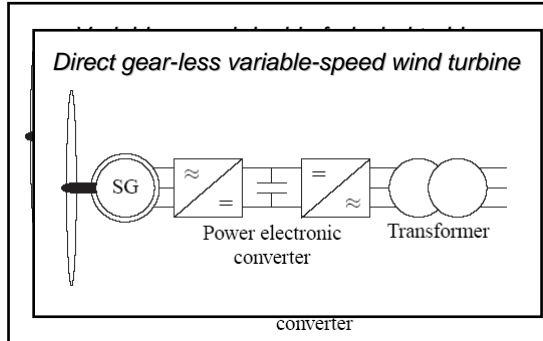 Direct gear-less variable-speed wind turbine
SG
≈
=
=
≈
Power electronic
converter
Transformer
converter